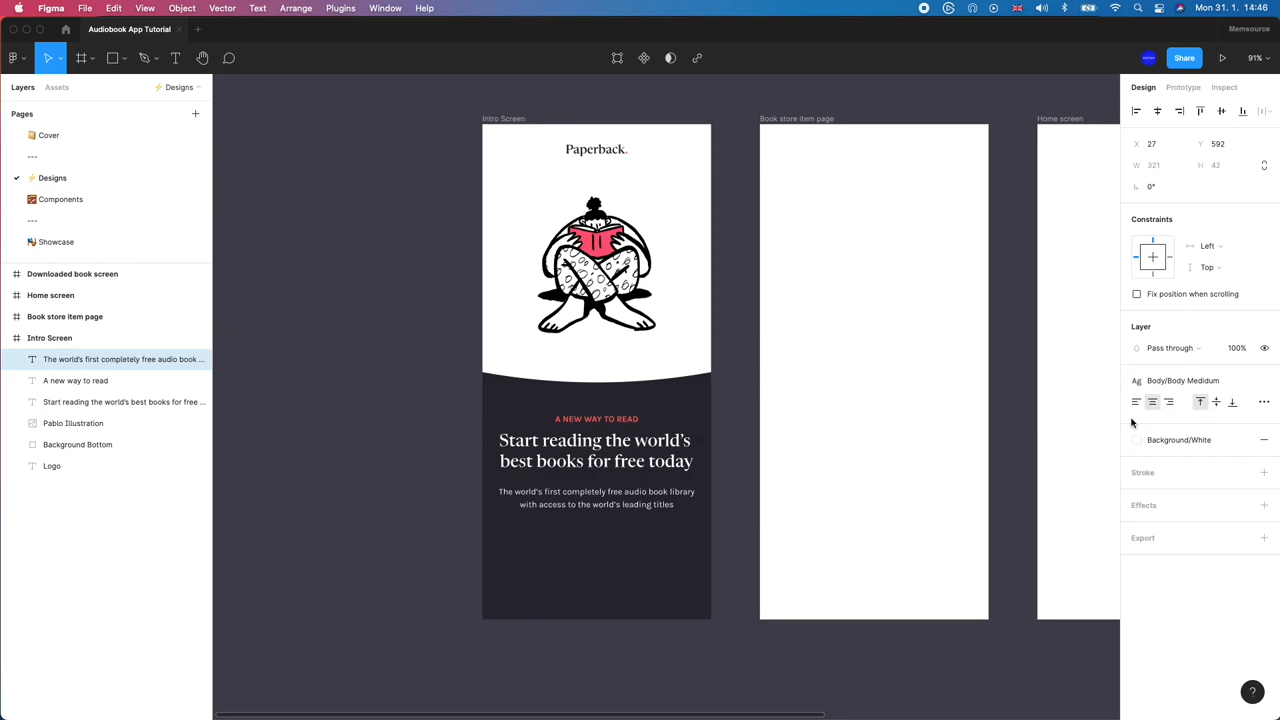 Figma File Edit View Object Vector Text Arrange Plugins Window Help
Audiobook App Tutorial
Memsource
Share
91%
Layers Assets ⚡ Designs
Pages
Cover
---
⚡ Designs
Components
---
Showcase
Downloaded book screen
Home screen
Book store item page
Intro Screen
The world's first completely free audio book ...
A new way to read
Start reading the world's best books for free ...
Pablo Illustration
Background Bottom
Logo
Intro Screen
Paperback.
A NEW WAY TO READ
Start reading the world's
best books for free today
The world's first completely free audio book library
with access to the world's leading titles
Book store item page
Home screen
Design Prototype Inspect
X 27 Y 592
W 321 H 42
0°
Constraints
Left
Top
Fix position when scrolling
Layer
Pass through 100%
Ag Body/Body Medidum
Background/White
Stroke
Effects
Export
?